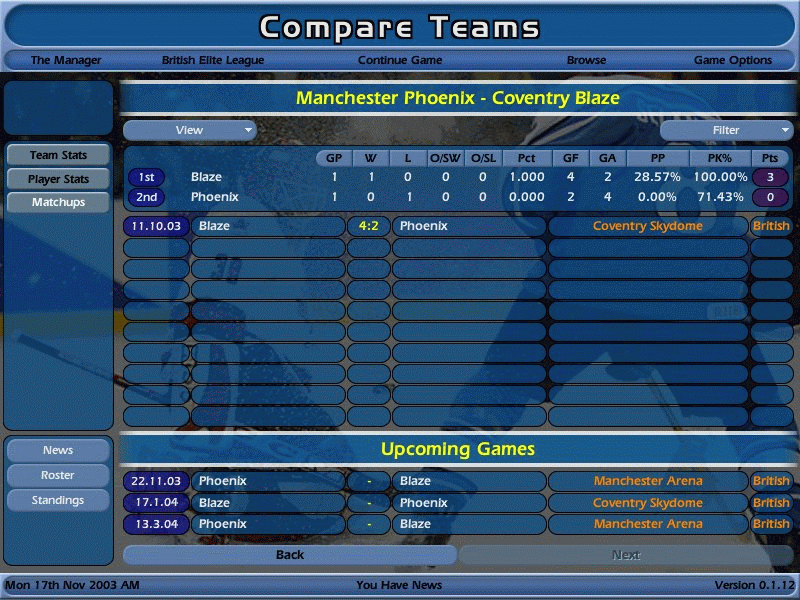 Compare Teams
The Manager British Elite League Continue Game Browse Game Options
Manchester Phoenix - Coventry Blaze
View Filter
Team Stats
Player Stats
Matchups
GP W L O/SW O/SL Pct GF GA PP PK% Pts
1st Blaze 1 1 0 0 0 1.000 4 2 28.57% 100.00% 3
2nd Phoenix 1 0 1 0 0 0.000 2 4 0.00% 71.43% 0
11.10.03 Blaze 4:2 Phoenix Coventry Skydome British
Upcoming Games
News
Roster
Standings
22.11.03 Phoenix - Blaze Manchester Arena British
17.1.04 Blaze - Phoenix Coventry Skydome British
13.3.04 Phoenix - Blaze Manchester Arena British
Back Next
Mon 17th Nov 2003 AM You Have News Version 0.1.12